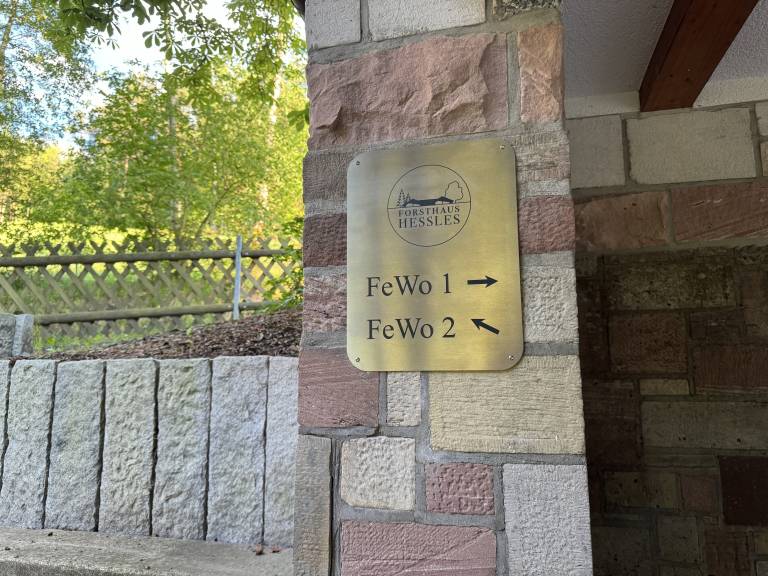 FORSTHAUS
HESSLES
FeWo 1 →
FeWo 2 ↖